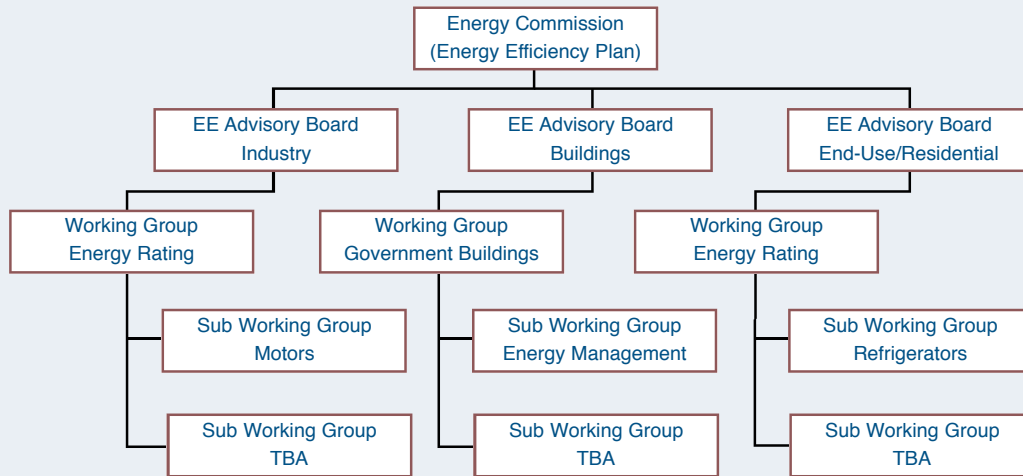 Energy Commission
(Energy Efficiency Plan)
EE Advisory Board
Industry
EE Advisory Board
Buildings
EE Advisory Board
End-Use/Residential
Working Group
Energy Rating
Working Group
Government Buildings
Working Group
Energy Rating
Sub Working Group
Motors
Sub Working Group
Energy Management
Sub Working Group
Refrigerators
Sub Working Group
TBA
Sub Working Group
TBA
Sub Working Group
TBA